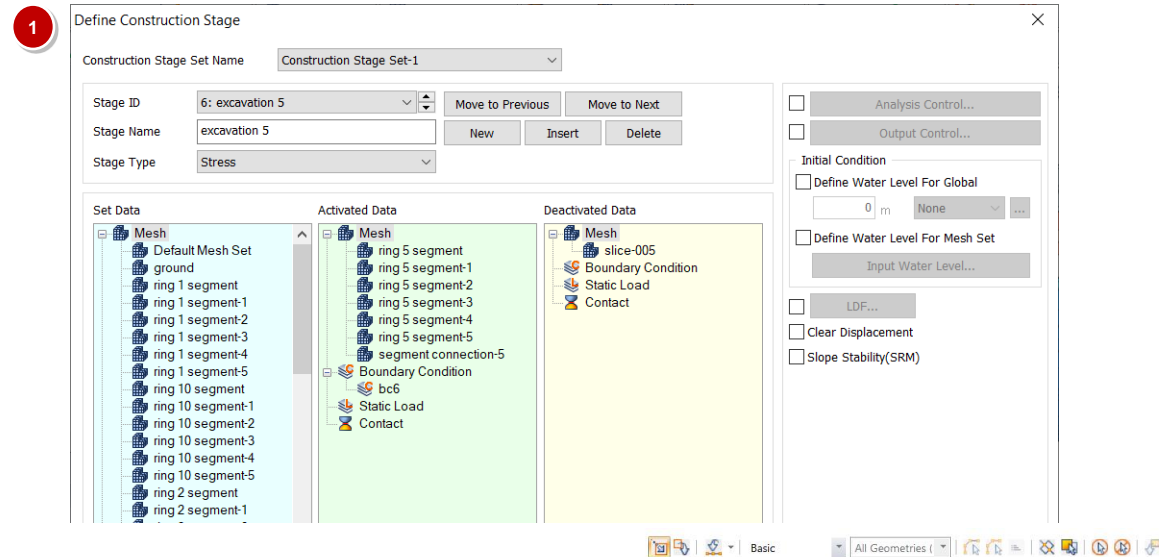 1
Define Construction Stage
Construction Stage Set Name Construction Stage Set-1
Stage ID 6: excavation 5 Move to Previous Move to Next
Stage Name excavation 5 New Insert Delete
Stage Type Stress
Analysis Control...
Output Control...
Initial Condition
Define Water Level For Global
0 m None ...
Define Water Level For Mesh Set
Input Water Level...
LDF...
Clear Displacement
Slope Stability(SRM)
Set Data
Mesh
Default Mesh Set
ground
ring 1 segment
ring 1 segment-1
ring 1 segment-2
ring 1 segment-3
ring 1 segment-4
ring 1 segment-5
ring 10 segment
ring 10 segment-1
ring 10 segment-2
ring 10 segment-3
ring 10 segment-4
ring 10 segment-5
ring 2 segment
ring 2 segment-1
Activated Data
Mesh
ring 5 segment
ring 5 segment-1
ring 5 segment-2
ring 5 segment-3
ring 5 segment-4
ring 5 segment-5
segment connection-5
Boundary Condition
bc6
Static Load
Contact
Deactivated Data
Mesh
slice-005
Boundary Condition
Static Load
Contact
Basic All Geometries (